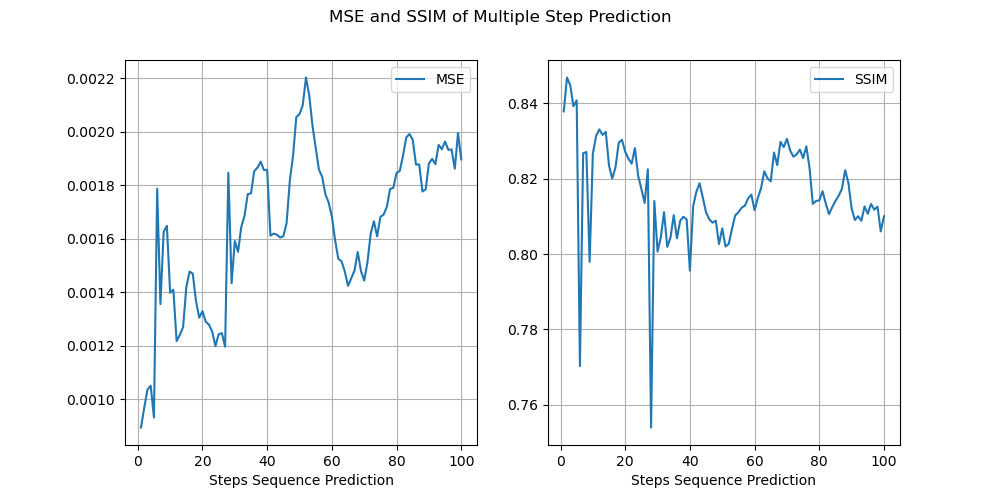 MSE and SSIM of Multiple Step Prediction
MSE
0.0022
0.0020
0.0018
0.0016
0.0014
0.0012
0.0010
0 20 40 60 80 100
Steps Sequence Prediction
SSIM
0.84
0.82
0.80
0.78
0.76
0 20 40 60 80 100
Steps Sequence Prediction